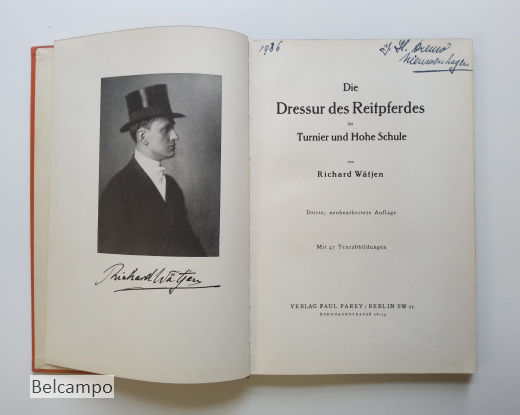 Richard Wätjen
1936
Die
Dressur des Reitpferdes
für
Turnier und Hohe Schule
von
Richard Wätjen
Dritte, neubearbeitete Auflage
Mit 47 Textabbildungen
VERLAG PAUL PAREY / BERLIN SW 11
Belcampo